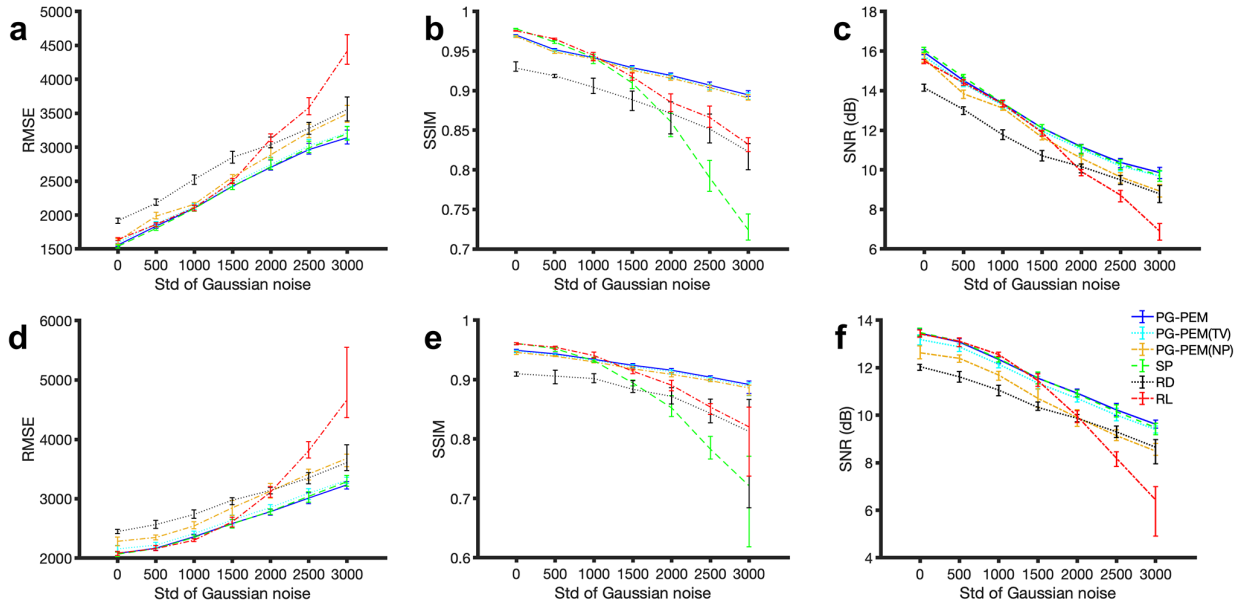 a
5000
4500
4000
3500
3000
2500
2000
1500
RMSE
0 500 1000 1500 2000 2500 3000
Std of Gaussian noise
b
1
0.95
0.9
0.85
0.8
0.75
0.7
SSIM
0 500 1000 1500 2000 2500 3000
Std of Gaussian noise
c
18
16
14
12
10
8
6
SNR (dB)
0 500 1000 1500 2000 2500 3000
Std of Gaussian noise
d
6000
5000
4000
3000
2000
RMSE
0 500 1000 1500 2000 2500 3000
Std of Gaussian noise
e
1
0.9
0.8
0.7
0.6
SSIM
0 500 1000 1500 2000 2500 3000
Std of Gaussian noise
f
14
12
10
8
6
4
SNR (dB)
0 500 1000 1500 2000 2500 3000
Std of Gaussian noise
PG-PEM
PG-PEM(TV)
PG-PEM(NP)
SP
RD
RL